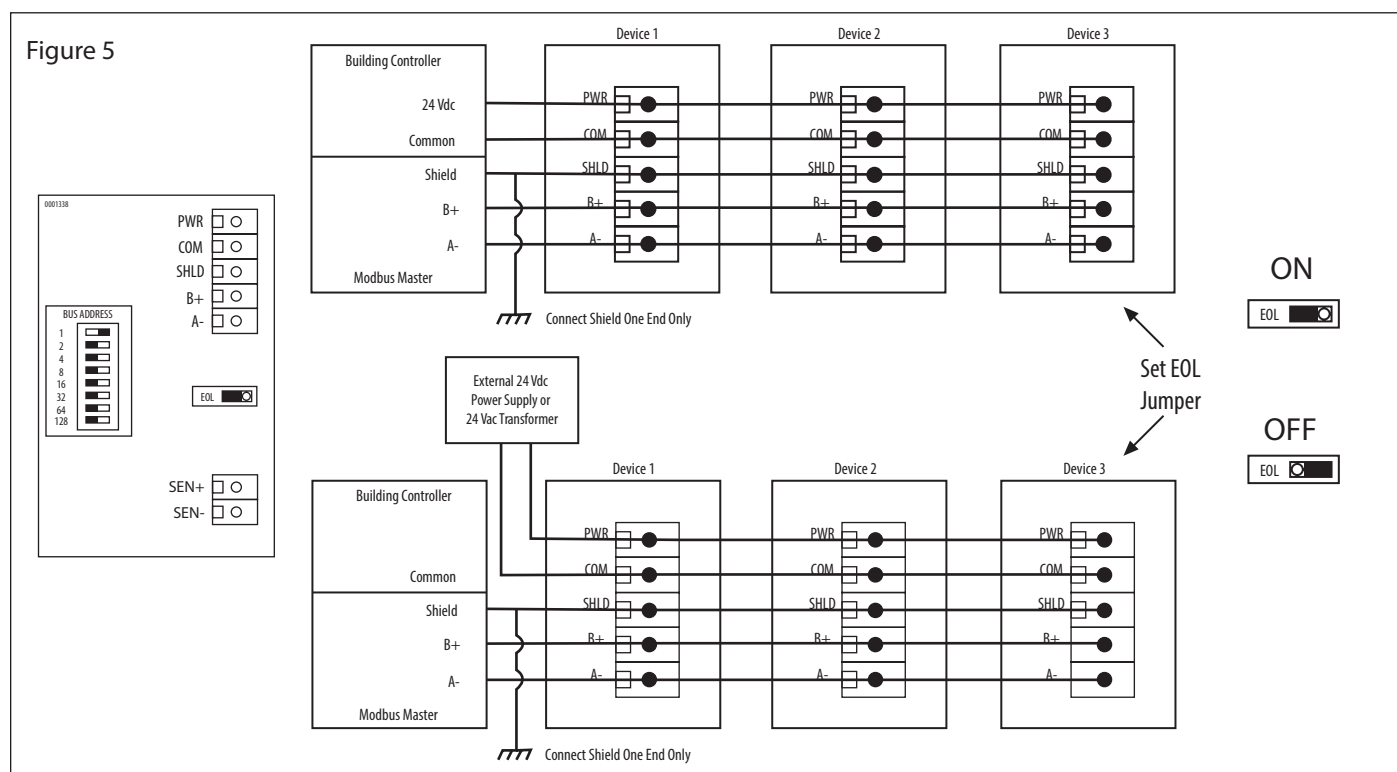 Figure 5
0001338
PWR
COM
SHLD
B+
A-
BUS ADDRESS
1
2
4
8
16
32
64
128
EOL
SEN+
SEN-
Building Controller
24 Vdc
Common
Shield
B+
A-
Modbus Master
Device 1
PWR
COM
SHLD
B+
A-
Device 2
PWR
COM
SHLD
B+
A-
Device 3
PWR
COM
SHLD
B+
A-
Connect Shield One End Only
External 24 Vdc
Power Supply or
24 Vac Transformer
Building Controller
Common
Shield
B+
A-
Modbus Master
Device 1
PWR
COM
SHLD
B+
A-
Device 2
PWR
COM
SHLD
B+
A-
Device 3
PWR
COM
SHLD
B+
A-
Connect Shield One End Only
Set EOL
Jumper
ON
EOL
OFF
EOL